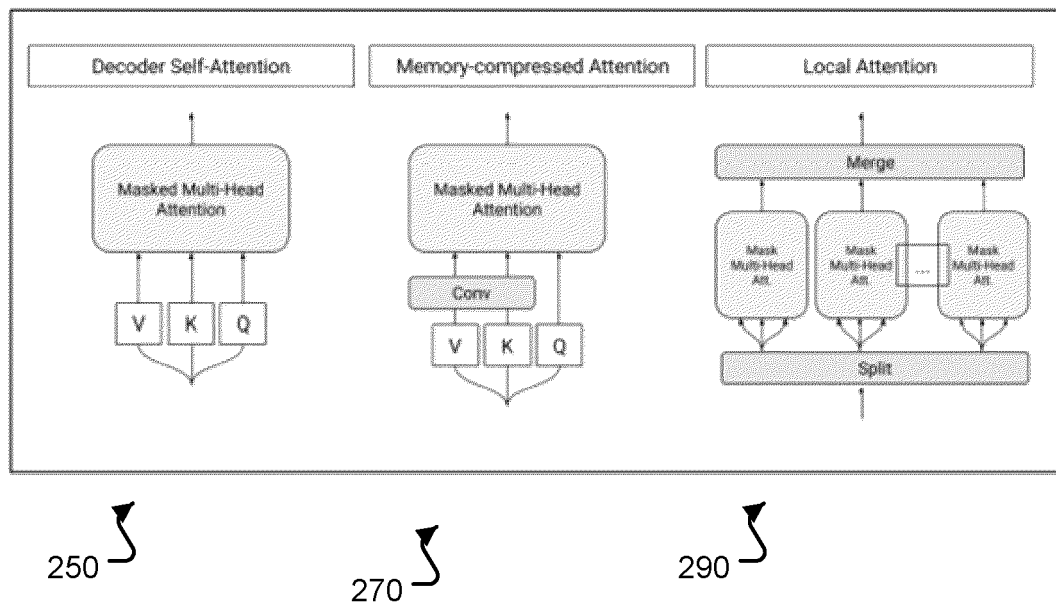 Decoder Self-Attention
Memory-compressed Attention
Local Attention
Masked Multi-Head
Attention
V K Q
Masked Multi-Head
Attention
Conv
V K Q
Merge
Mask
Multi-Head
Att.
Mask
Multi-Head
Att.
...
Mask
Multi-Head
Att.
Split
250
270
290